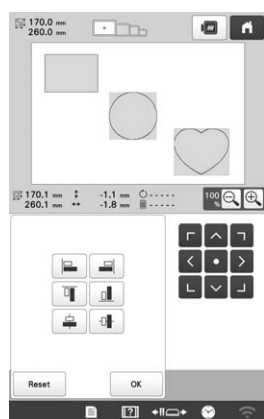 170.0 mm
260.0 mm
170.1 mm -1.1 mm -----
260.1 mm -1.8 mm -----
100 %
Reset OK